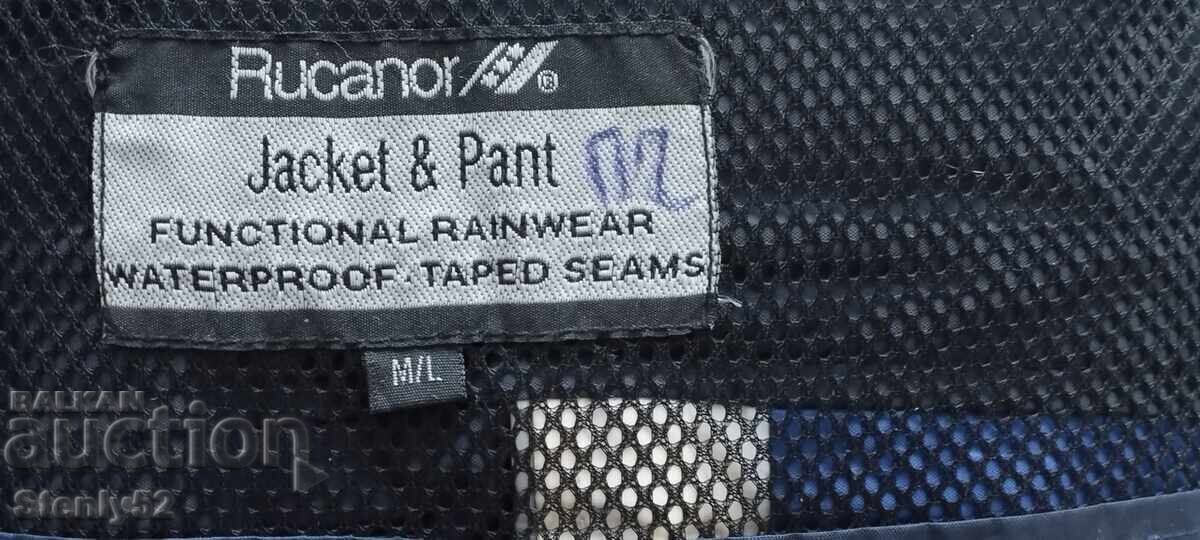 Rucanor®
Jacket & Pant
FUNCTIONAL RAINWEAR
WATERPROOF · TAPED SEAMS
M/L
BALKAN
auction
Stenly52